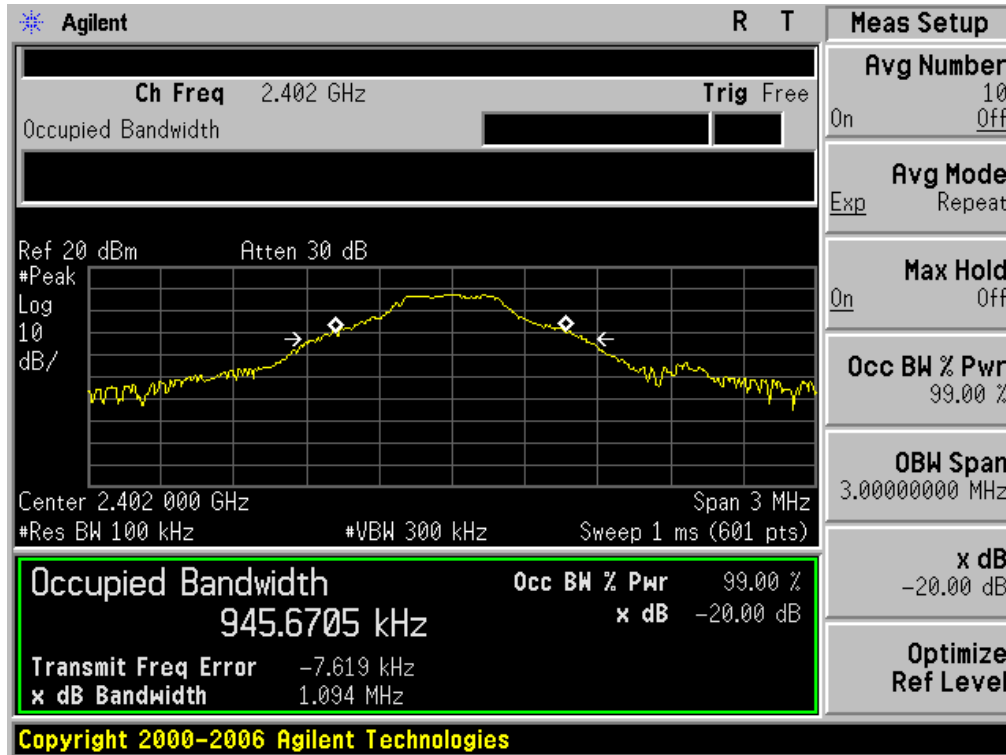 Agilent R T
Ch Freq 2.402 GHz Trig Free
Occupied Bandwidth
Ref 20 dBm Atten 30 dB
#Peak
Log
10
dB/
Center 2.402 000 GHz Span 3 MHz
#Res BW 100 kHz #VBW 300 kHz Sweep 1 ms (601 pts)
Occupied Bandwidth
945.6705 kHz
Occ BW % Pwr 99.00 %
x dB -20.00 dB
Transmit Freq Error -7.619 kHz
x dB Bandwidth 1.094 MHz
Meas Setup
Avg Number
10
On Off
Avg Mode
Exp Repeat
Max Hold
On Off
Occ BW % Pwr
99.00 %
OBW Span
3.00000000 MHz
x dB
-20.00 dB
Optimize
Ref Level
Copyright 2000-2006 Agilent Technologies